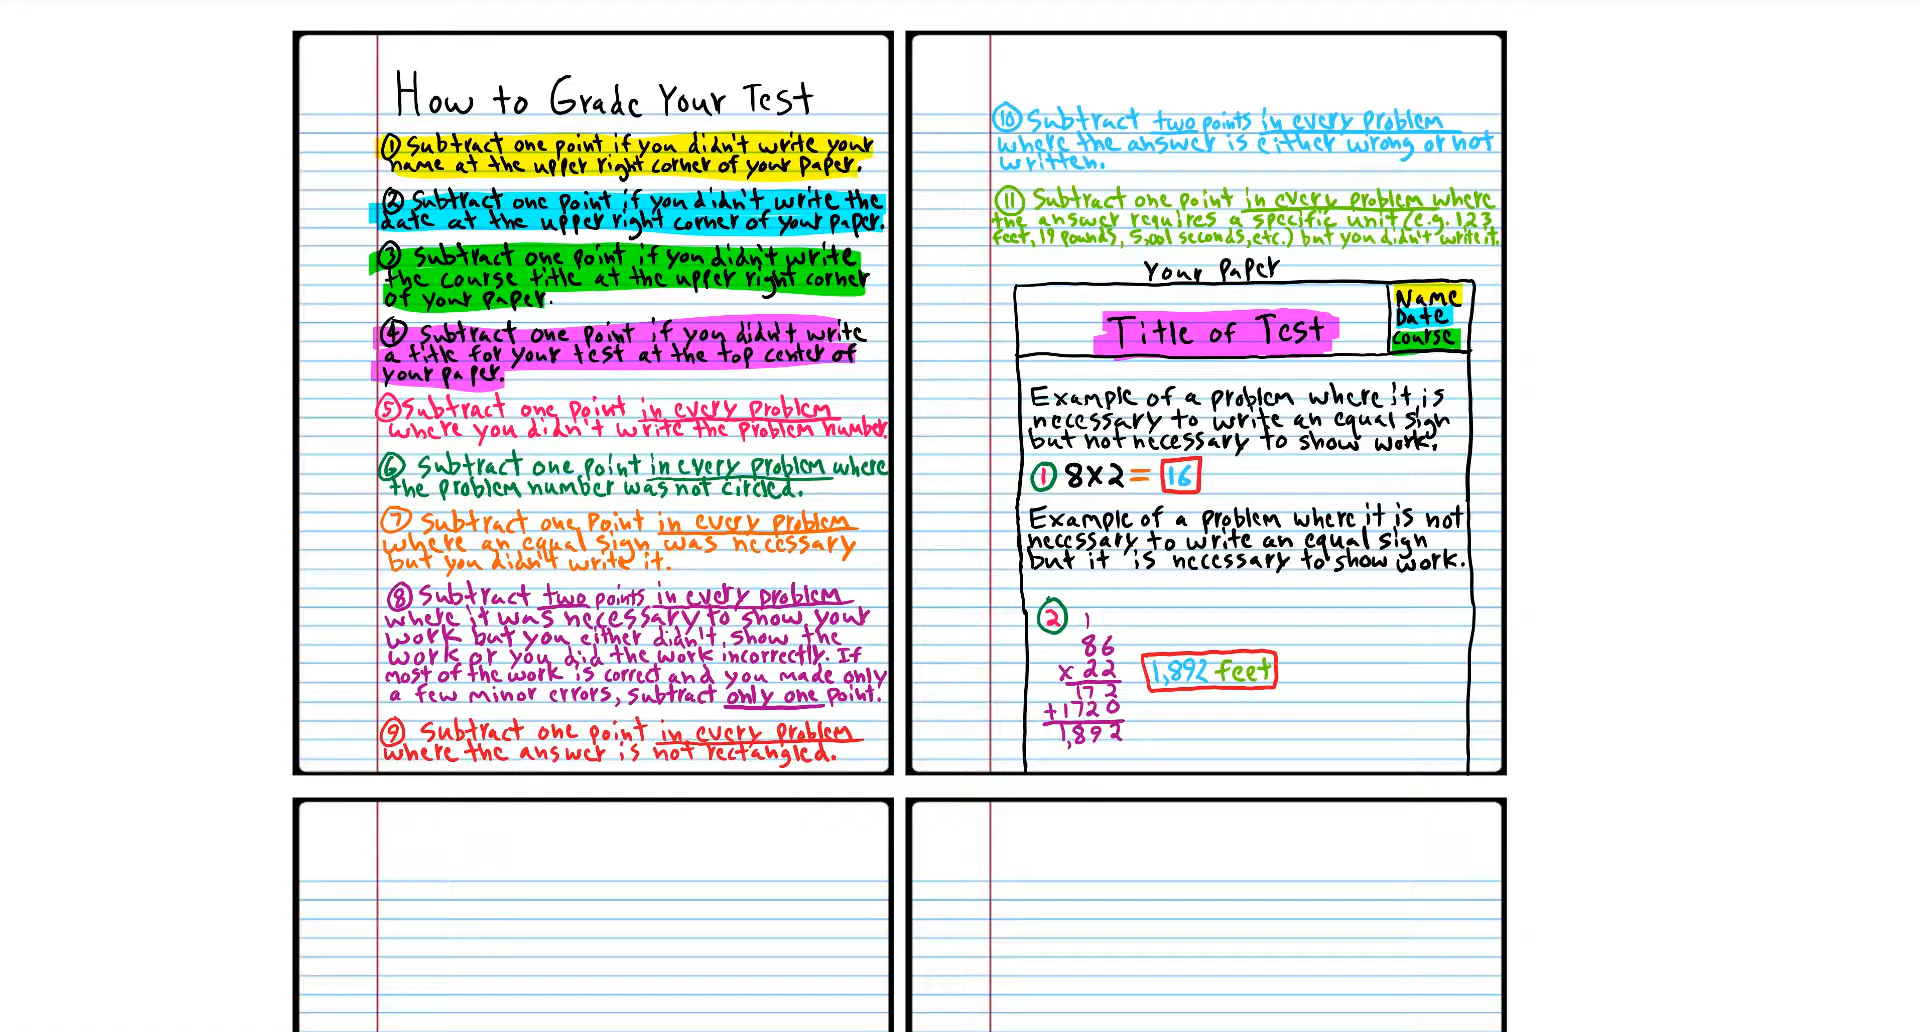 How to Grade Your Test
① Subtract one point if you didn't write your
name at the upper right corner of your paper.
② Subtract one point if you didn't write the
date at the upper right corner of your paper.
③ Subtract one point if you didn't write
the course title at the upper right corner
of your paper.
④ Subtract one point if you didn't write
a title for your test at the top center of
your paper.
⑤ Subtract one point in every problem
where you didn't write the problem number.
⑥ Subtract one point in every problem where
the problem number was not circled.
⑦ Subtract one point in every problem
where an equal sign was necessary
but you didn't write it.
⑧ Subtract two points in every problem
where it was necessary to show your
work but you either didn't show the
work or you did the work incorrectly. If
most of the work is correct and you made only
a few minor errors, subtract only one point.
⑨ Subtract one point in every problem
where the answer is not rectangled.
⑩ Subtract two points in every problem
where the answer is either wrong or not
written.
⑪ Subtract one point in every problem where
the answer requires a specific unit (e.g. 123
feet, 19 pounds, 5,001 seconds, etc.) but you didn't write it.
Your Paper
Title of Test
Name
Date
Course
Example of a problem where it is
necessary to write an equal sign
but not necessary to show work.
① 8x2 = 16
Example of a problem where it is not
necessary to write an equal sign
but it is necessary to show work.
② 1
86
x 22
172
+1720
1,892
1,892 feet